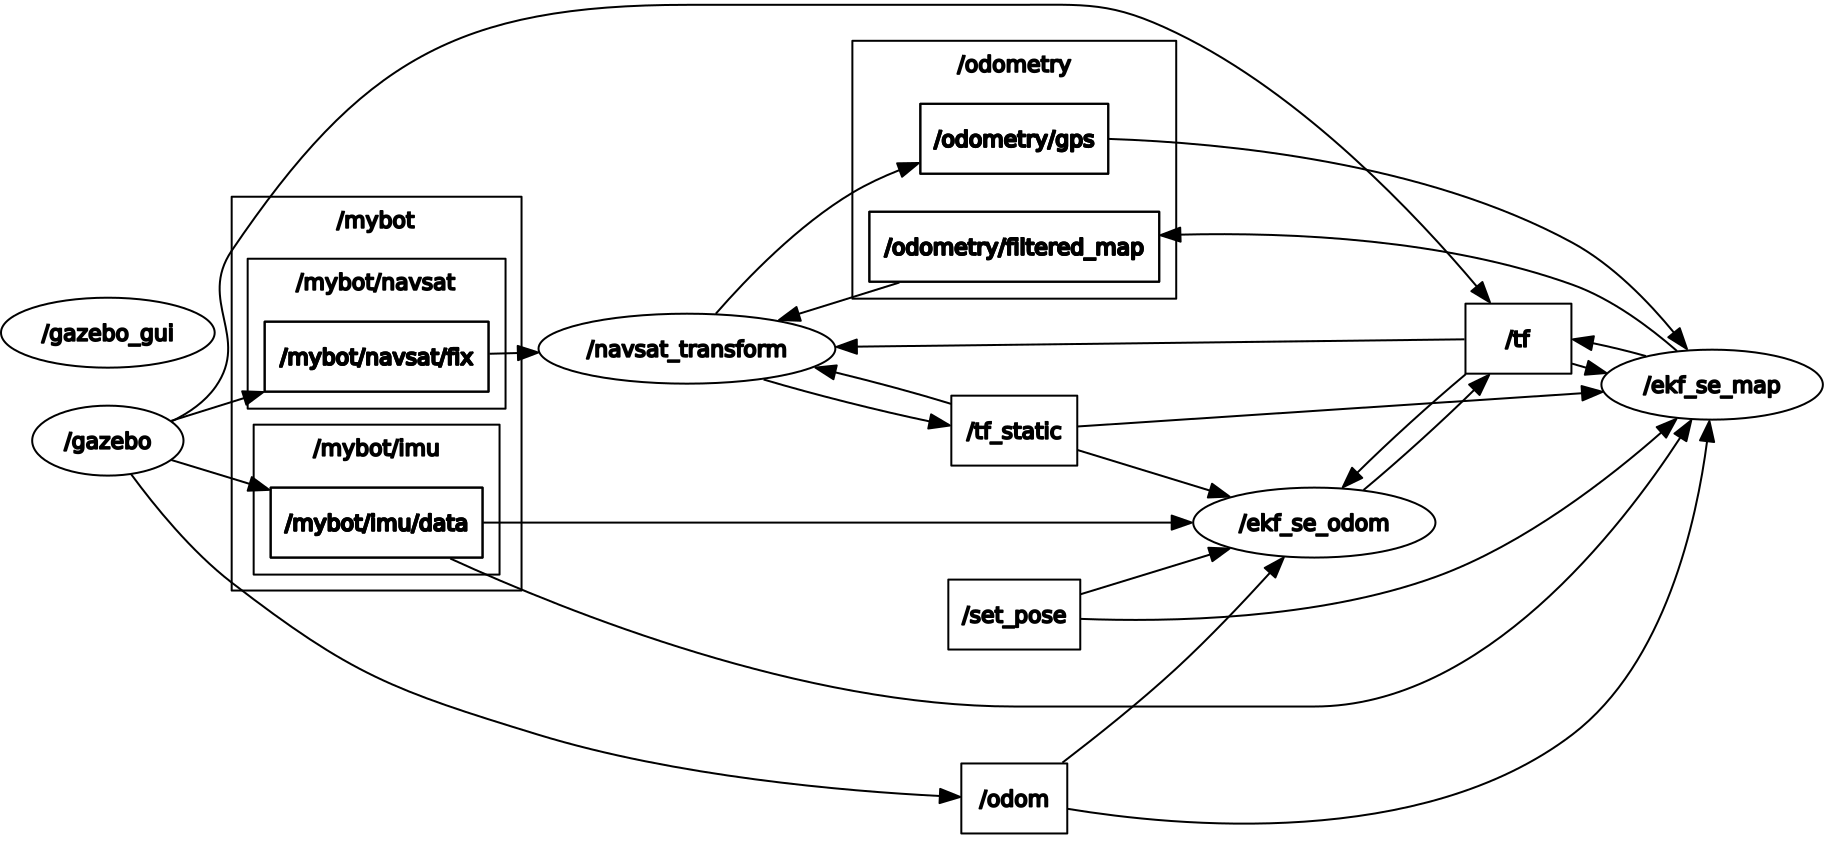 /odometry
/odometry/gps
/mybot
/odometry/filtered_map
/mybot/navsat
/gazebo_gui
/mybot/navsat/fix
/navsat_transform
/tf
/ekf_se_map
/gazebo
/tf_static
/mybot/imu
/mybot/imu/data
/ekf_se_odom
/set_pose
/odom